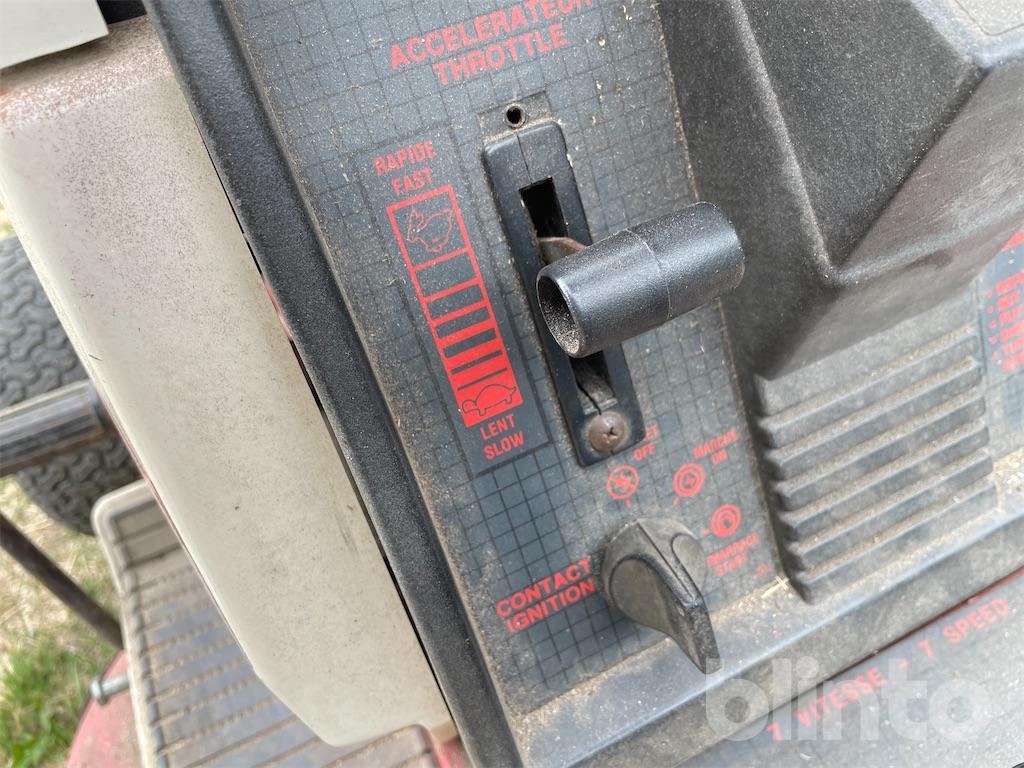 ACCELERATEUR
THROTTLE
RAPIDE
FAST
LENT
SLOW
OFF
MARCHE
ON
START
CONTACT
IGNITION
7 VITESSE - 7 SPEED
blinto